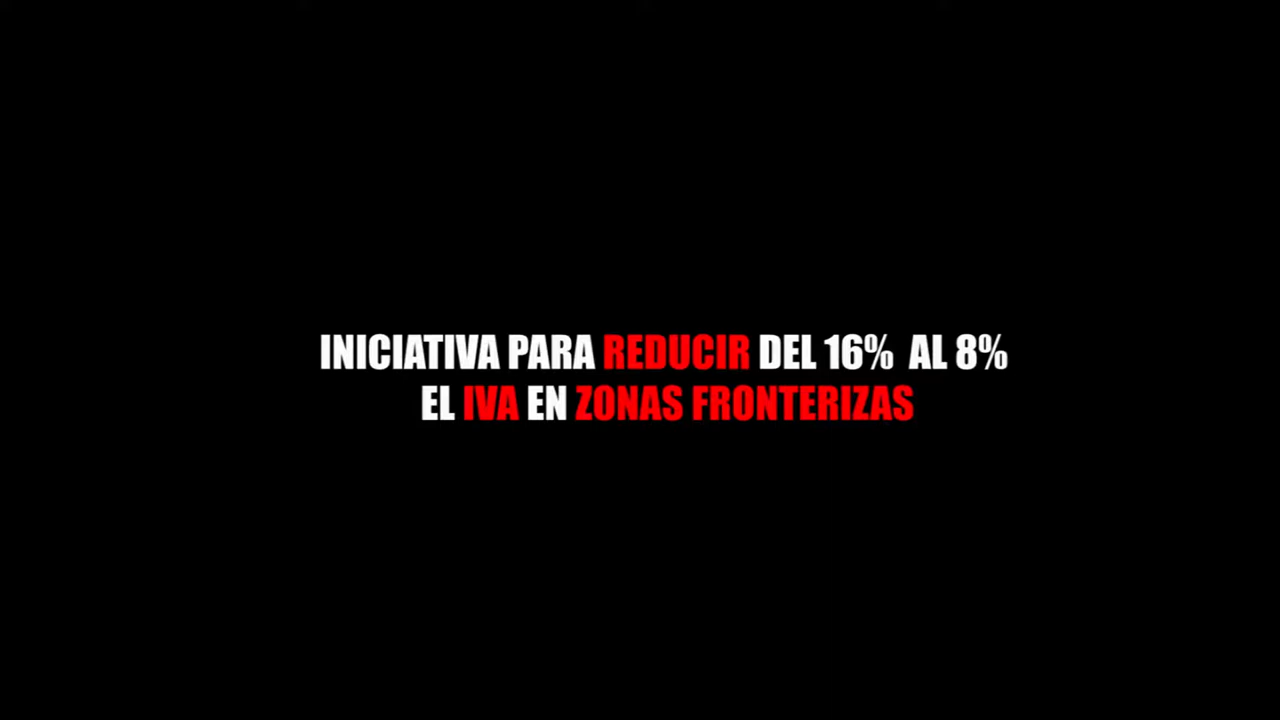 INICIATIVA PARA REDUCIR DEL 16% AL 8%
EL IVA EN ZONAS FRONTERIZAS